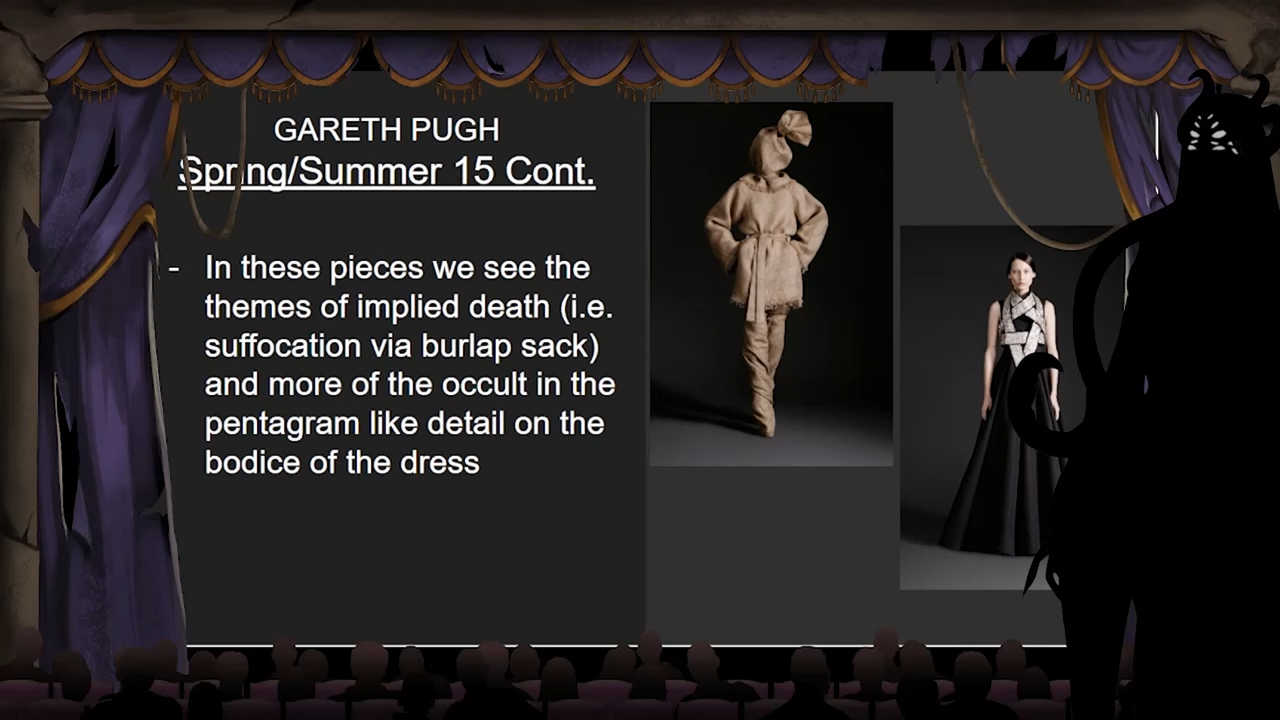 GARETH PUGH
Spring/Summer 15 Cont.
- In these pieces we see the
themes of implied death (i.e.
suffocation via burlap sack)
and more of the occult in the
pentagram like detail on the
bodice of the dress